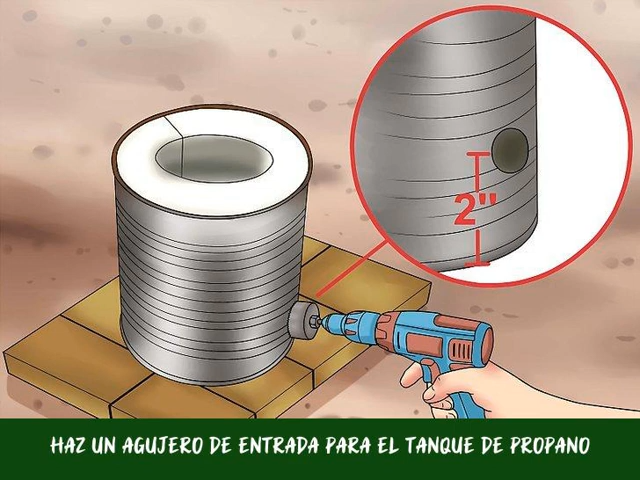 2"
HAZ UN AGUJERO DE ENTRADA PARA EL TANQUE DE PROPANO